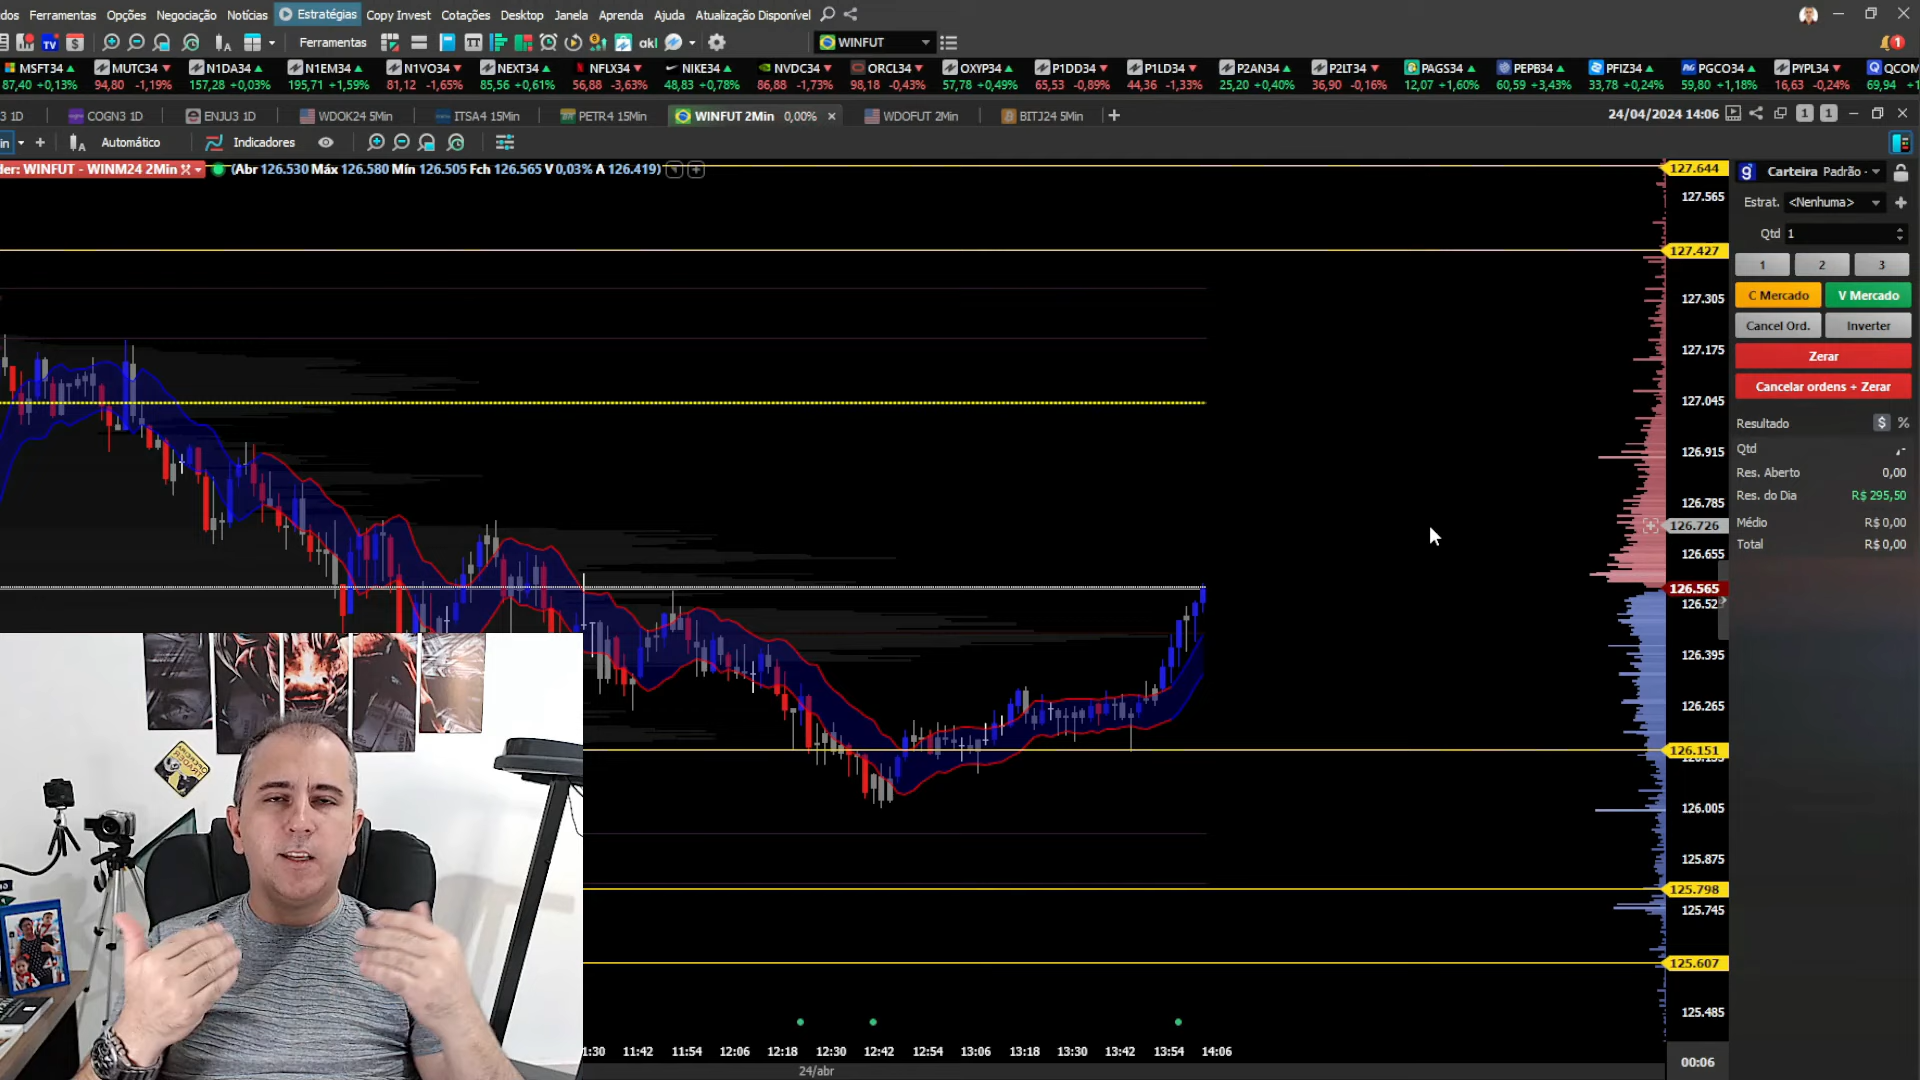 dos Ferramentas Opções Negociação Notícias Estratégias Copy Invest Cotações Desktop Janela Aprenda Ajuda Atualização Disponível
TV $ Ferramentas TT akl WINFUT 1
MSFT34 MUTC34 N1DA34 N1EM34 N1VO34 NEXT34 NFLX34 NIKE34 NVDC34 ORCL34 OXYP34 P1DD34 P1LD34 P2AN34 P2LT34 PAGS34 PEPB34 PFIZ34 PGCO34 PYPL34 QCOM
87,40 +0,13% 94,80 -1,19% 157,28 +0,03% 195,71 +1,59% 81,12 -1,65% 85,56 +0,61% 56,88 -3,63% 48,83 +0,78% 86,88 -1,73% 98,18 -0,43% 57,78 +0,49% 65,53 -0,89% 44,36 -1,33% 25,20 +0,40% 36,90 -0,16% 12,07 +1,60% 60,59 +3,43% 33,78 +0,24% 59,80 +1,18% 16,63 -0,24% 69,94 +1
3 1D COGN3 1D ENJU3 1D WDOK24 5Min ITSA4 15Min PETR4 15Min WINFUT 2Min 0,00% WDOFUT 2Min BITJ24 5Min 24/04/2024 14:06 1 1
in Automático Indicadores
der: WINFUT - WINM24 2Min (Abr 126.530 Máx 126.580 Mín 126.505 Fch 126.565 V 0,03% A 126.419)
127.644
127.565
127.427
127.305
127.175
127.045
126.915
126.785
126.726
126.655
126.565
126.52
126.395
126.265
126.151
126.005
125.875
125.798
125.745
125.607
125.485
Carteira Padrão -
Estrat. <Nenhuma>
Qtd 1
1 2 3
C Mercado V Mercado
Cancel Ord. Inverter
Zerar
Cancelar ordens + Zerar
Resultado $ %
Qtd
Res. Aberto 0,00
Res. do Dia R$ 295,50
Médio R$ 0,00
Total R$ 0,00
TRADER
1:30 11:42 11:54 12:06 12:18 12:30 12:42 12:54 13:06 13:18 13:30 13:42 13:54 14:06
24/abr
00:06